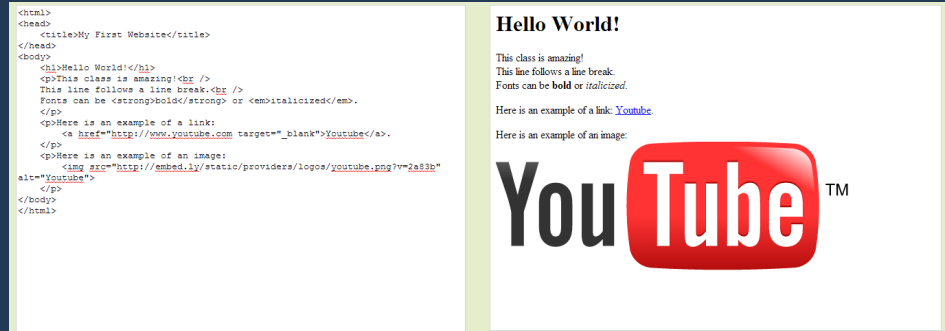 <html>
<head>
<title>My First Website</title>
</head>
<body>
<h1>Hello World!</h1>
<p>This class is amazing!<br />
This line follows a line break.<br />
Fonts can be <strong>bold</strong> or <em>italicized</em>.
</p>
<p>Here is an example of a link:
<a href="http://www.youtube.com target="_blank">Youtube</a>.
</p>
<p>Here is an example of an image:
<img src="http://embed.ly/static/providers/logos/youtube.png?v=2a83b"
alt="Youtube">
</p>
</body>
</html>
Hello World!
This class is amazing!
This line follows a line break.
Fonts can be bold or italicized.
Here is an example of a link: Youtube.
Here is an example of an image:
YouTube TM